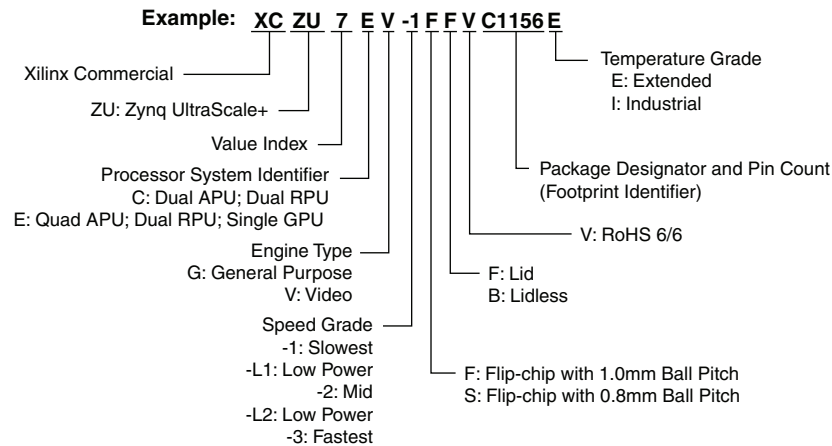 Example: XC ZU 7 E V -1 F F V C1156 E
Xilinx Commercial
ZU: Zynq UltraScale+
Value Index
Processor System Identifier
C: Dual APU; Dual RPU
E: Quad APU; Dual RPU; Single GPU
Engine Type
G: General Purpose
V: Video
Speed Grade
-1: Slowest
-L1: Low Power
-2: Mid
-L2: Low Power
-3: Fastest
Temperature Grade
E: Extended
I: Industrial
Package Designator and Pin Count
(Footprint Identifier)
V: RoHS 6/6
F: Lid
B: Lidless
F: Flip-chip with 1.0mm Ball Pitch
S: Flip-chip with 0.8mm Ball Pitch